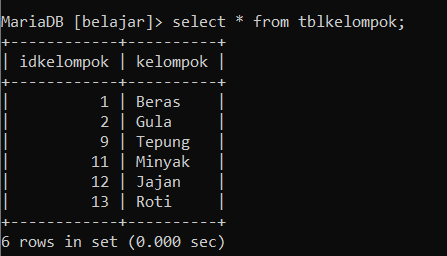 MariaDB [belajar]> select * from tblkelompok;
+------------+----------+
| idkelompok | kelompok |
+------------+----------+
|          1 | Beras    |
|          2 | Gula     |
|          9 | Tepung   |
|         11 | Minyak   |
|         12 | Jajan    |
|         13 | Roti     |
+------------+----------+
6 rows in set (0.000 sec)